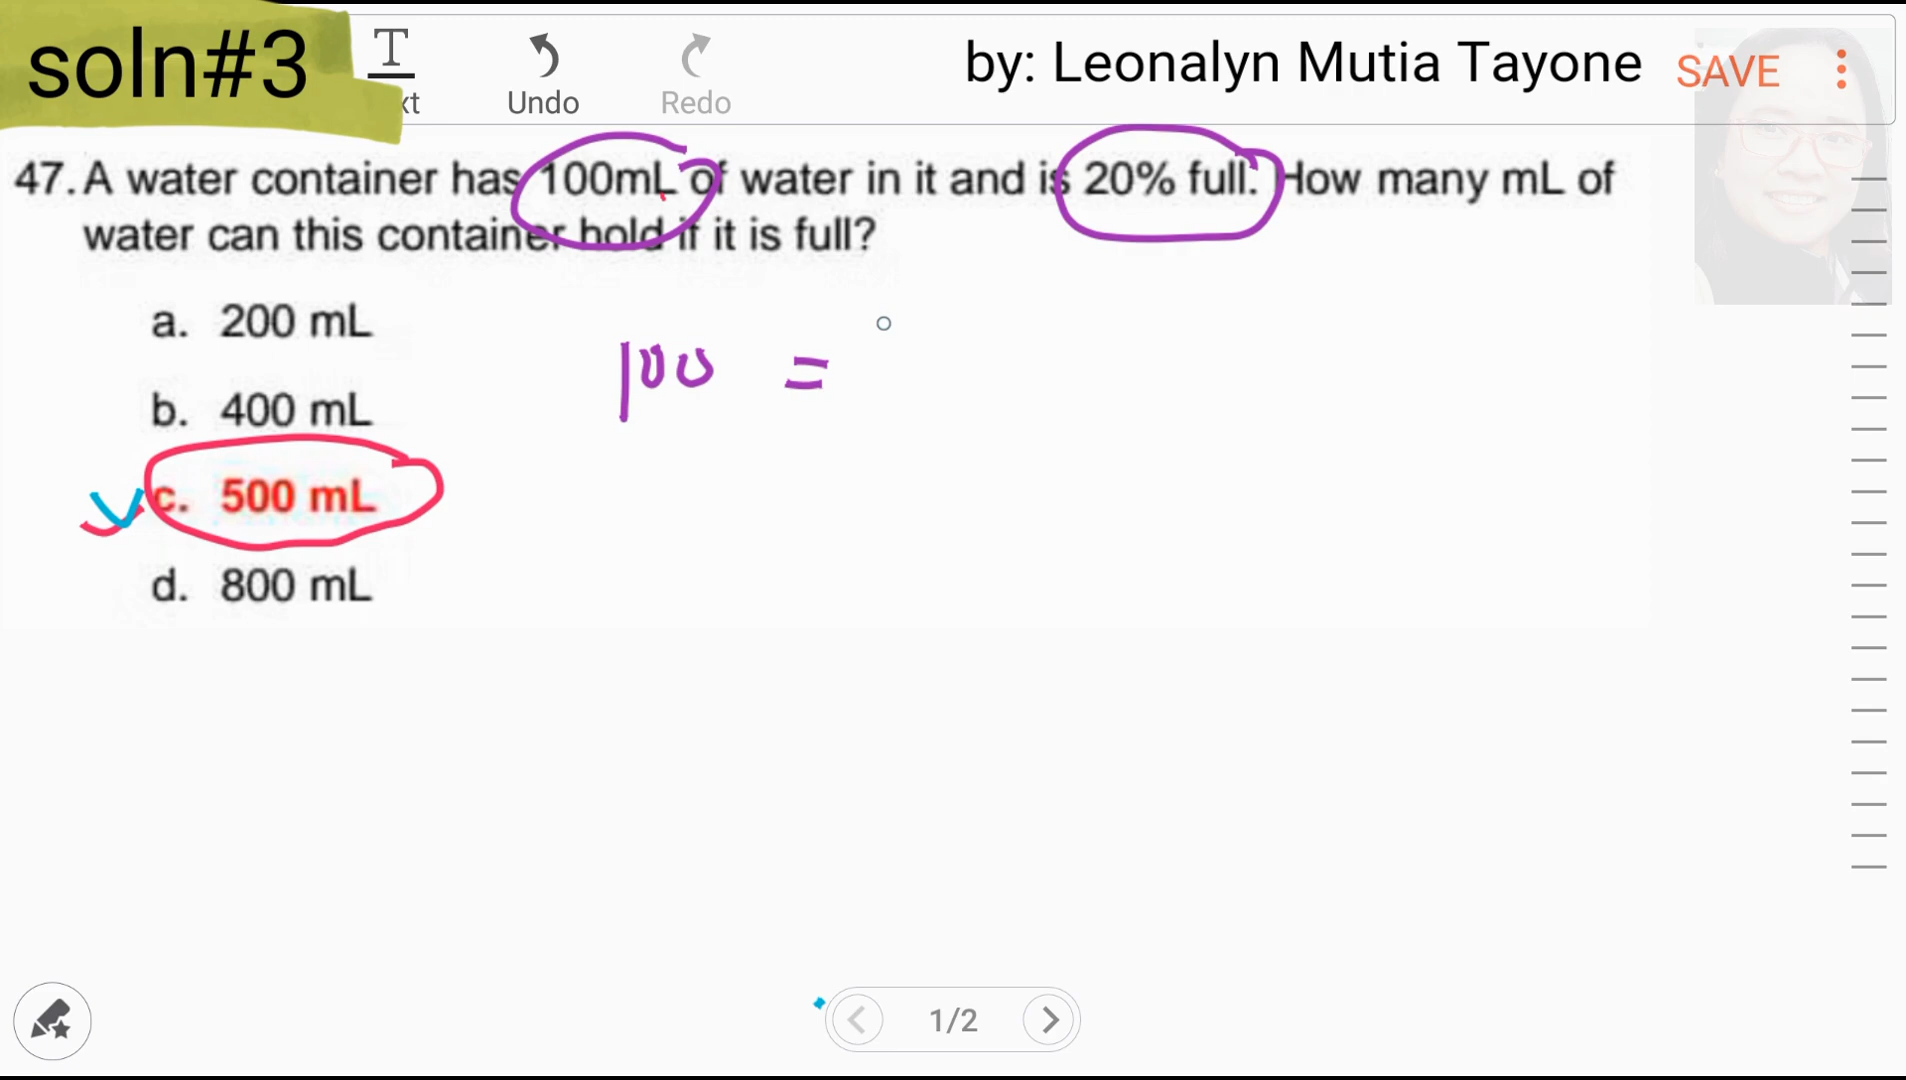 soln#3
T
xt
Undo
Redo
by: Leonalyn Mutia Tayone
SAVE
47. A water container has 100mL of water in it and is 20% full. How many mL of
water can this container hold if it is full?
a. 200 mL
b. 400 mL
c. 500 mL
d. 800 mL
100 =
1/2